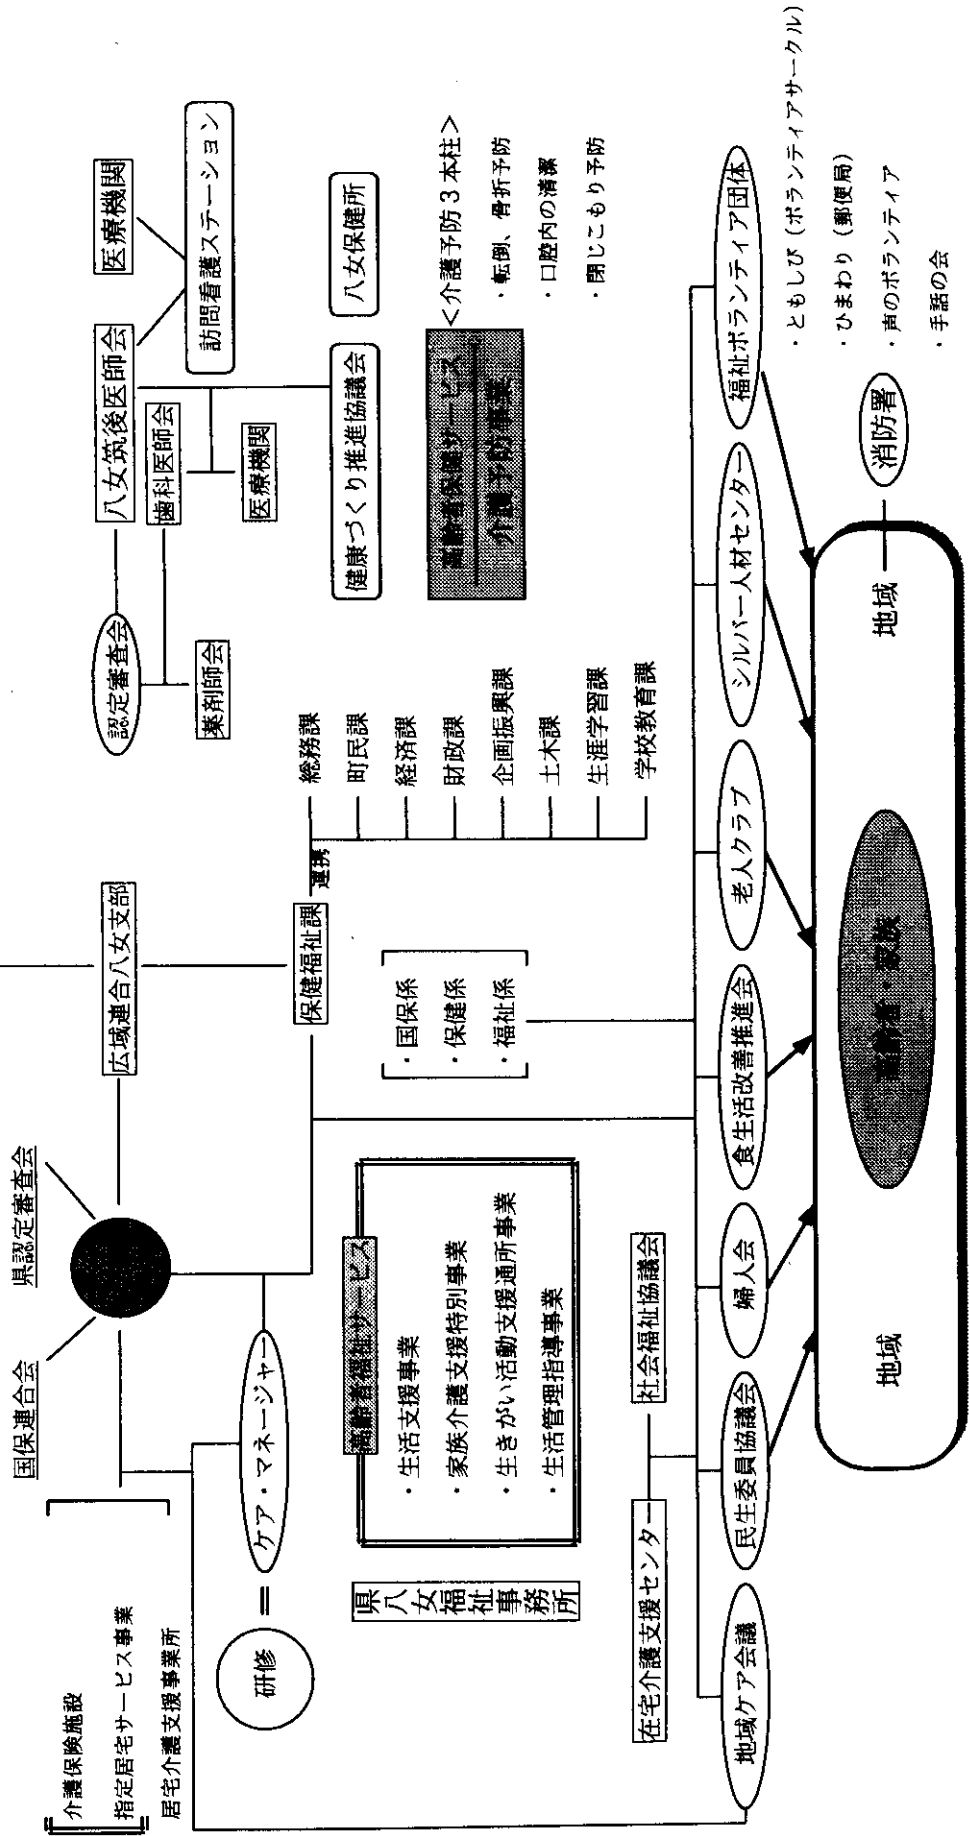 国保連合会
県認定審査会
広域連合八女支部
認定審査会
八女筑後医師会
医療機関
歯科医師会
薬剤師会
訪問看護ステーション
医療機関
介護保険施設
指定居宅サービス事業
居宅介護支援事業所
研修
=
ケア・マネージャー
保健福祉課
連携
総務課
町民課
経済課
財政課
企画振興課
土木課
生涯学習課
学校教育課
健康づくり推進協議会
八女保健所
県八女福祉事務所
高齢者福祉サービス
・生活支援事業
・家族介護支援特別事業
・生きがい活動支援通所事業
・生活管理指導事業
・国保係
・保健係
・福祉係
高齢者保健サービス
介護予防事業
<介護予防3本柱>
・転倒、骨折予防
・口腔内の清潔
・閉じこもり予防
在宅介護支援センター
社会福祉協議会
地域ケア会議
民生委員協議会
婦人会
食生活改善推進会
老人クラブ
シルバー人材センター
福祉ボランティア団体
・ともしび(ボランティアサークル)
・ひまわり(郵便局)
・声のボランティア
・手話の会
地域
高齢者・家族
地域
消防署